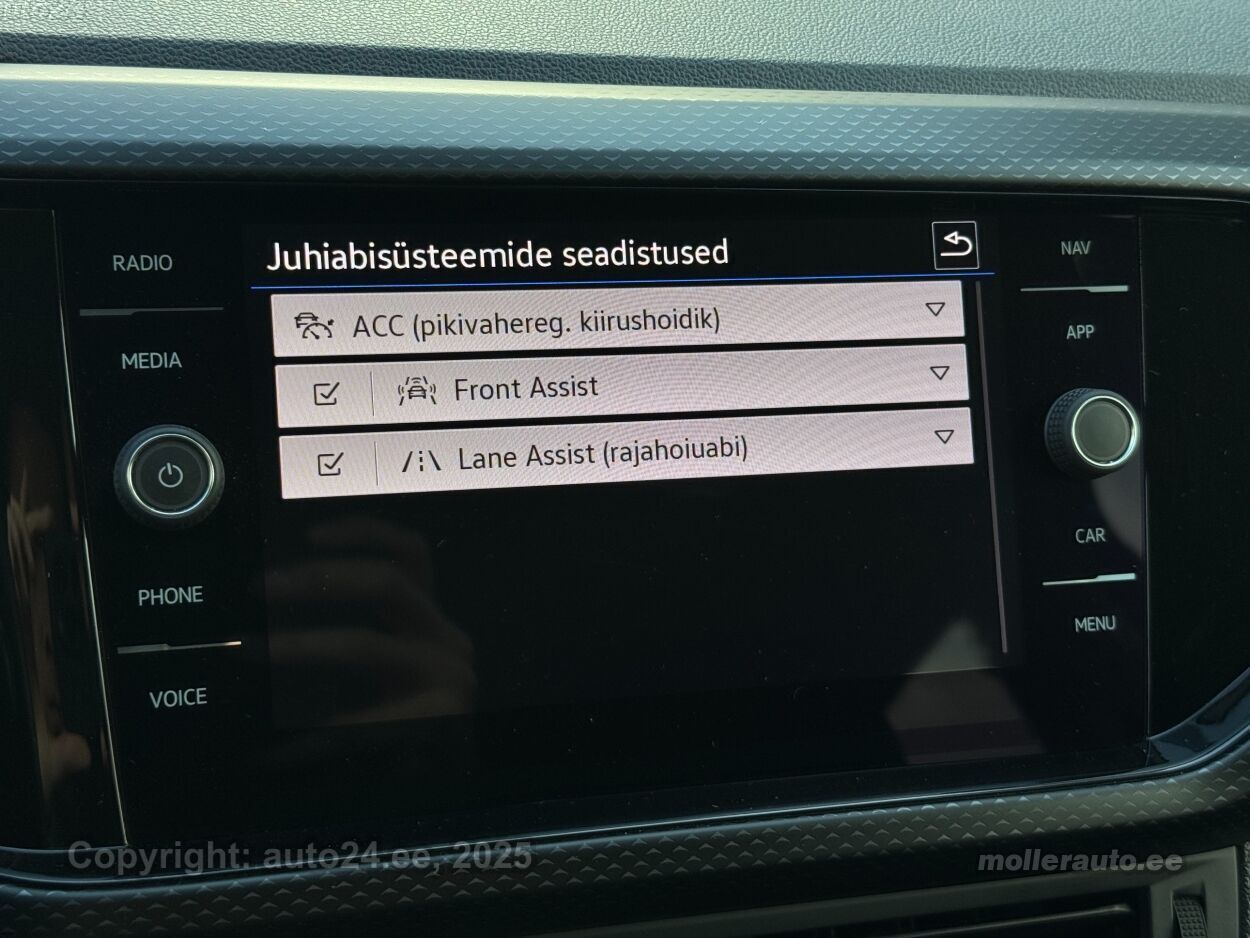 RADIO
MEDIA
PHONE
VOICE
Juhiabisüsteemide seadistused
ACC (pikivahereg. kiirushoidik)
Front Assist
Lane Assist (rajahoiuabi)
NAV
APP
CAR
MENU
Copyright: auto24.ee, 2025
mollerauto.ee